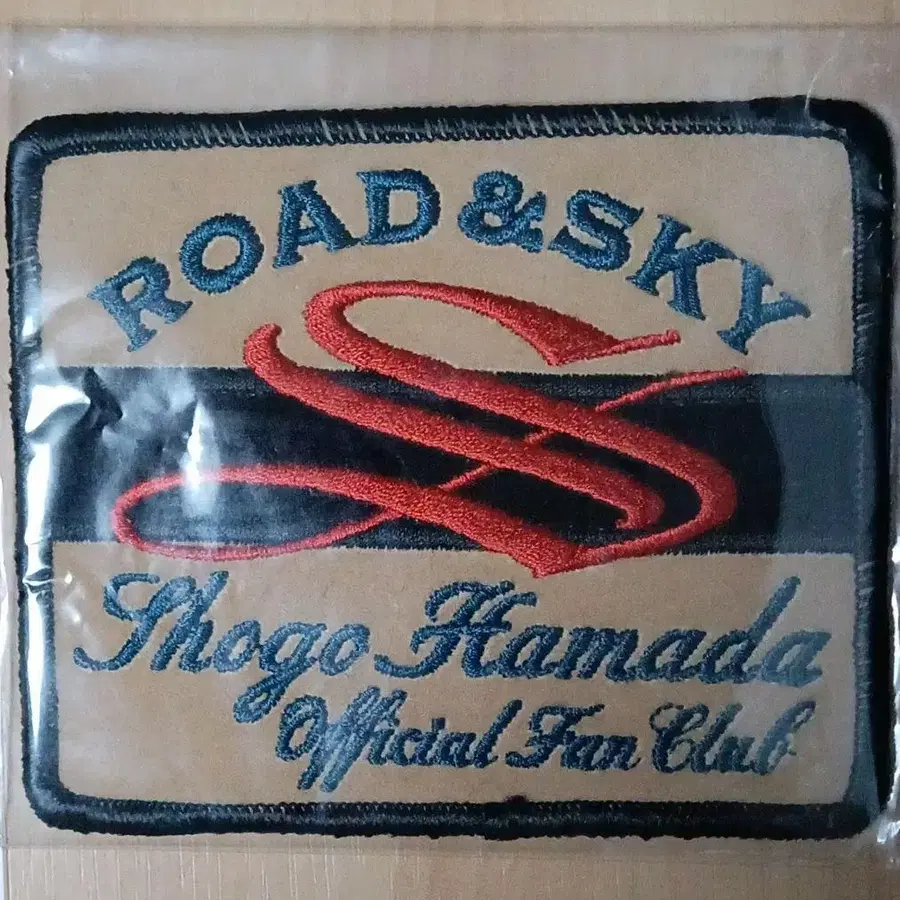 ROAD & SKY
S
Shogo Hamada
Official Fan Club